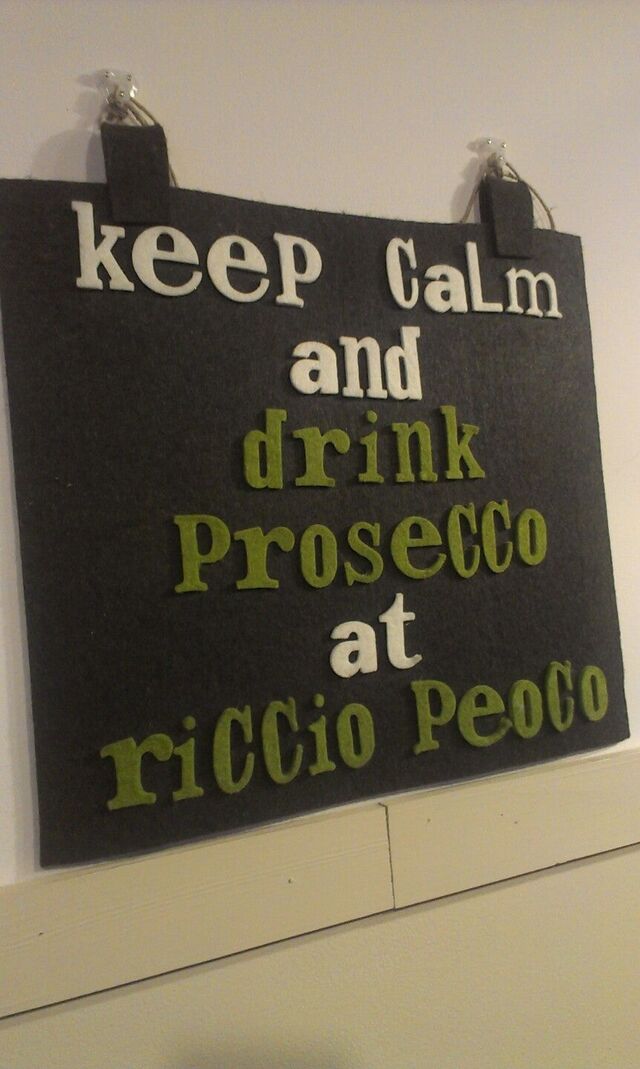 keeP CaLm
and
drink
ProseCCo
at
riCCio PeoCo